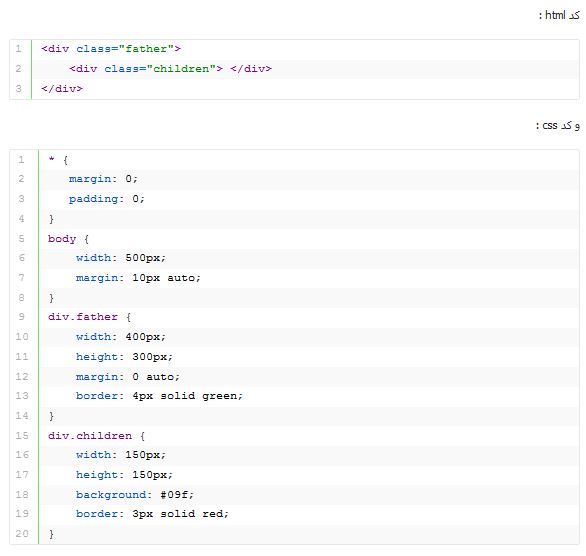 کد html :
1 <div class="father">
2     <div class="children"> </div>
3 </div>
و کد css :
1 * {
2    margin: 0;
3    padding: 0;
4 }
5 body {
6     width: 500px;
7     margin: 10px auto;
8 }
9 div.father {
10     width: 400px;
11     height: 300px;
12     margin: 0 auto;
13     border: 4px solid green;
14 }
15 div.children {
16     width: 150px;
17     height: 150px;
18     background: #09f;
19     border: 3px solid red;
20 }